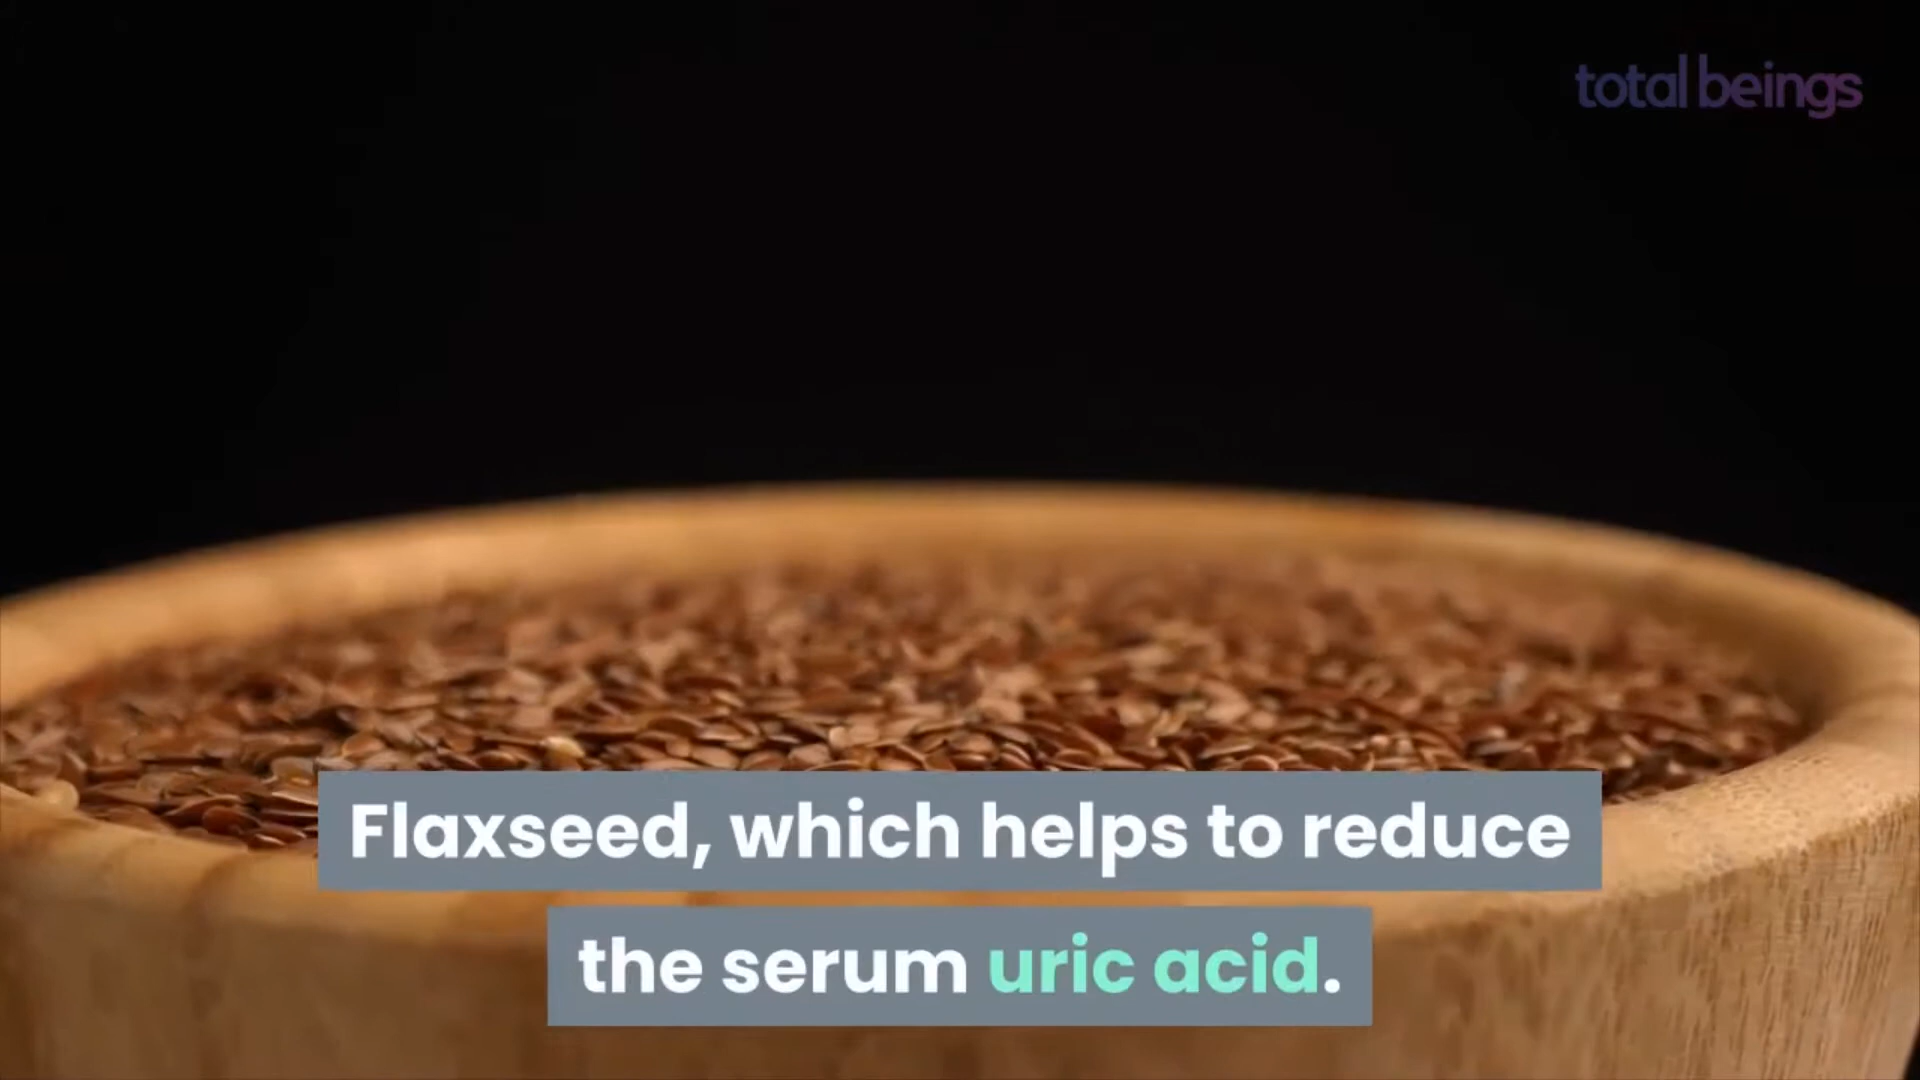 total beings
Flaxseed, which helps to reduce
the serum uric acid.